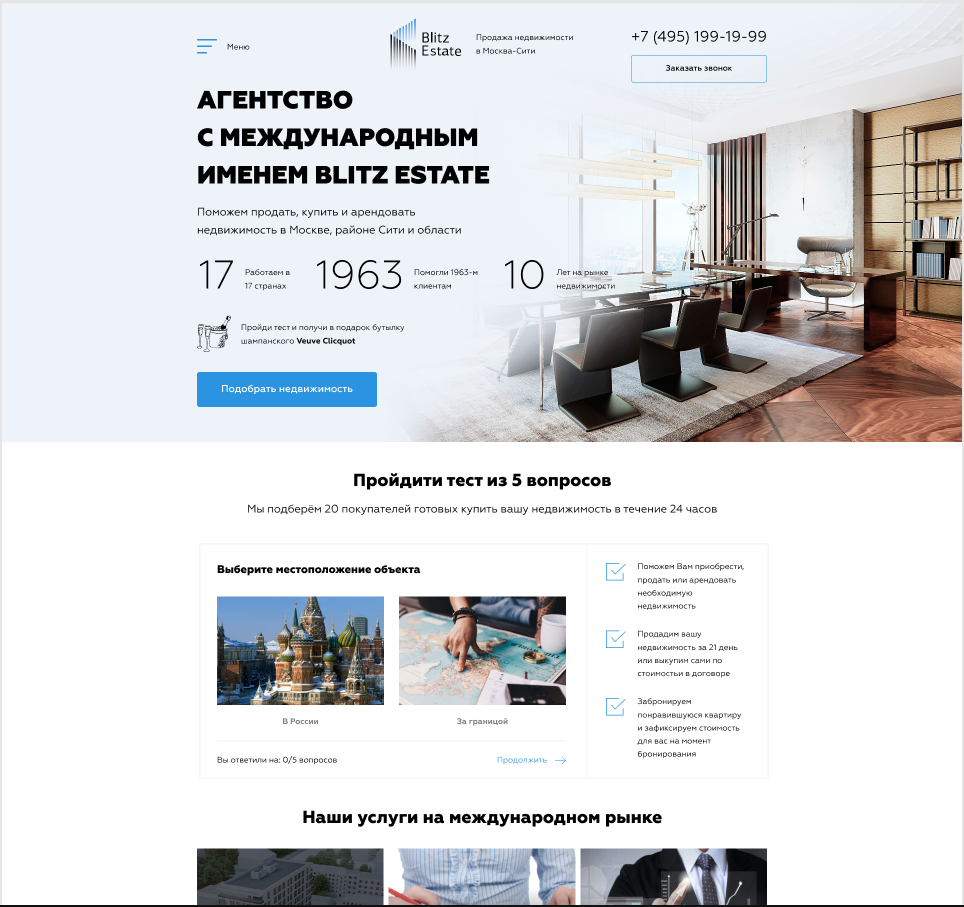 Меню
Blitz
Estate
Продажа недвижимости
в Москва-Сити
+7 (495) 199-19-99
Заказать звонок
АГЕНТСТВО
С МЕЖДУНАРОДНЫМ
ИМЕНЕМ BLITZ ESTATE
Поможем продать, купить и арендовать
недвижимость в Москве, районе Сити и области
17
Работаем в
17 странах
1963
Помогли 1963-м
клиентам
10
Лет на рынке
недвижимости
Пройди тест и получи в подарок бутылку
шампанского Veuve Clicquot
Подобрать недвижимость
Пройдити тест из 5 вопросов
Мы подберём 20 покупателей готовых купить вашу недвижимость в течение 24 часов
Выберите местоположение объекта
В России
За границей
Вы ответили на: 0/5 вопросов
Продолжить
Поможем Вам приобрести,
продать или арендовать
необходимую
недвижимость
Продадим вашу
недвижимость за 21 день
или выкупим сами по
стоимостьи в договоре
Забронируем
понравившуюся квартиру
и зафиксируем стоимость
для вас на момент
бронирования
Наши услуги на международном рынке